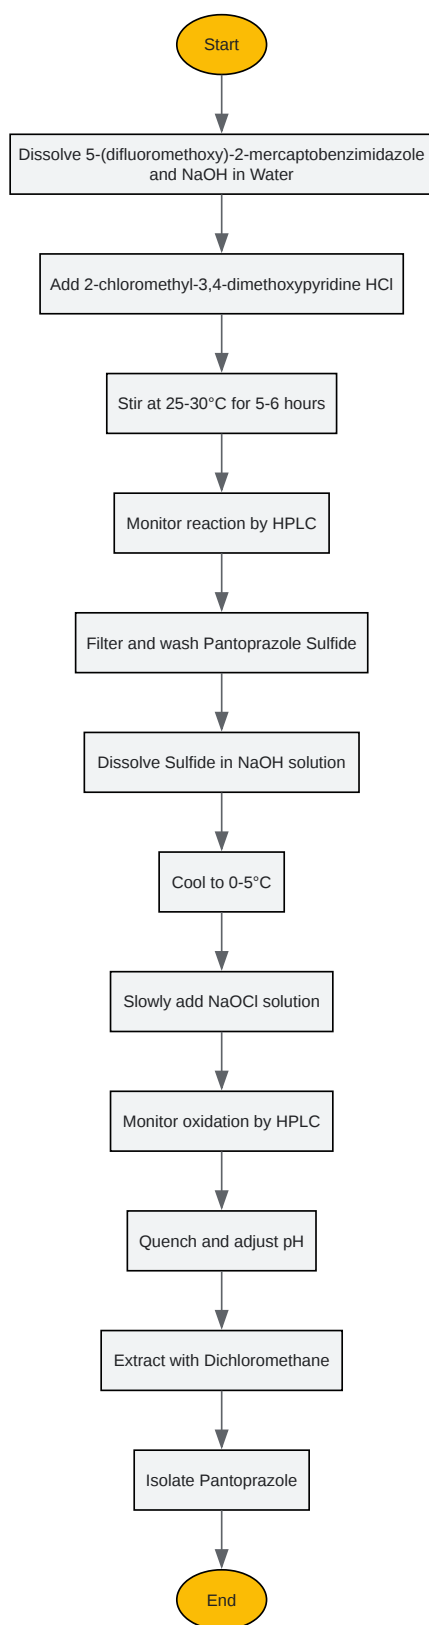 Start
Dissolve 5-(difluoromethoxy)-2-mercaptobenzimidazole
and NaOH in Water
Add 2-chloromethyl-3,4-dimethoxypyridine HCl
Stir at 25-30°C for 5-6 hours
Monitor reaction by HPLC
Filter and wash Pantoprazole Sulfide
Dissolve Sulfide in NaOH solution
Cool to 0-5°C
Slowly add NaOCl solution
Monitor oxidation by HPLC
Quench and adjust pH
Extract with Dichloromethane
Isolate Pantoprazole
End